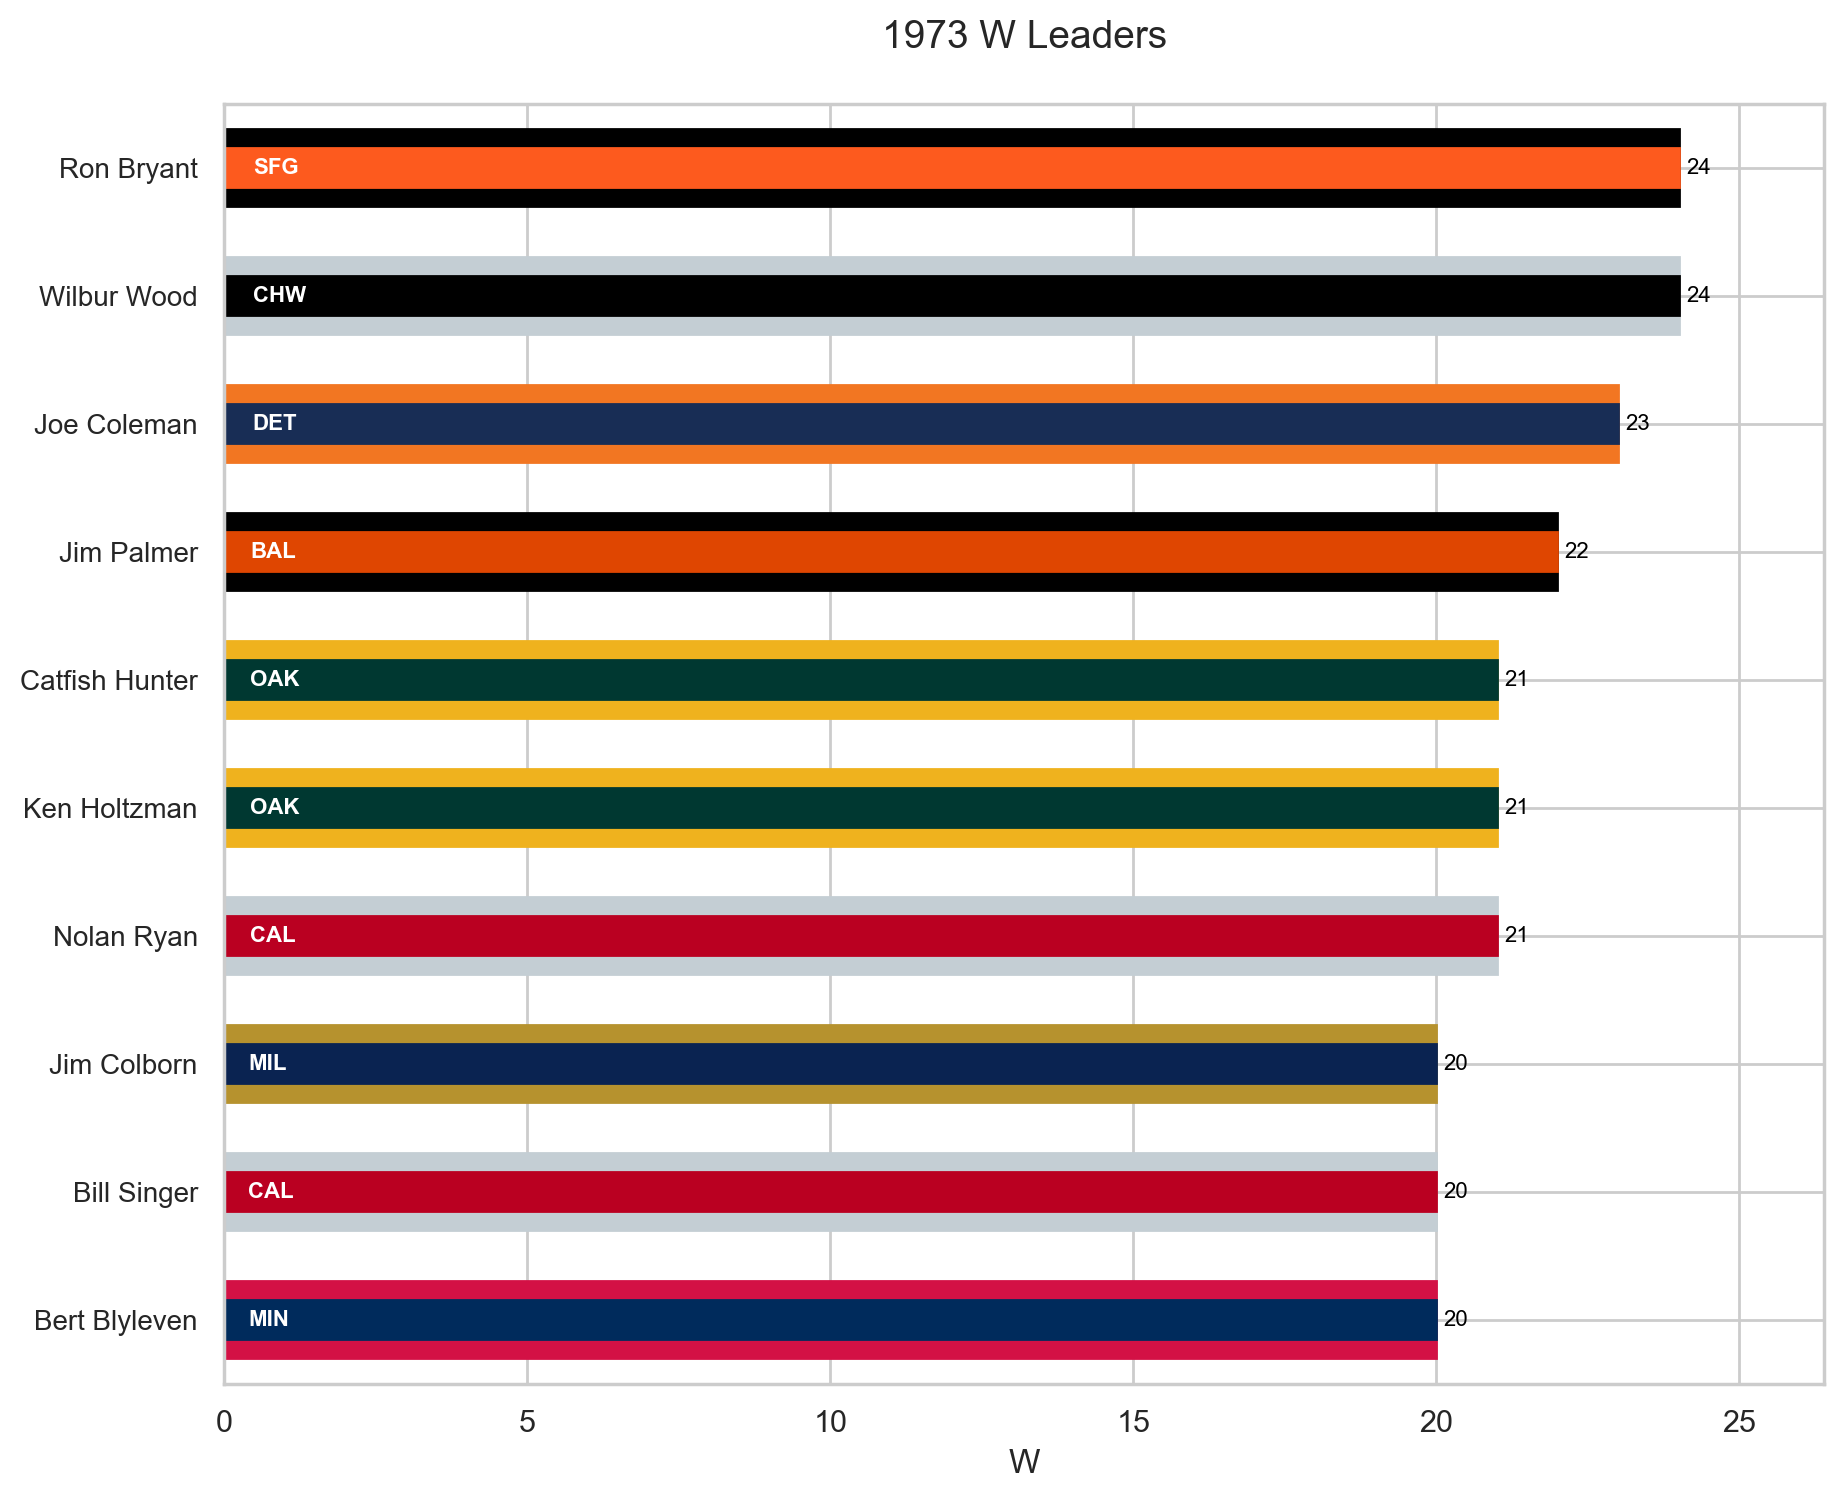 1973 W Leaders
Ron Bryant SFG 24
Wilbur Wood CHW 24
Joe Coleman DET 23
Jim Palmer BAL 22
Catfish Hunter OAK 21
Ken Holtzman OAK 21
Nolan Ryan CAL 21
Jim Colborn MIL 20
Bill Singer CAL 20
Bert Blyleven MIN 20
0 5 10 15 20 25
W